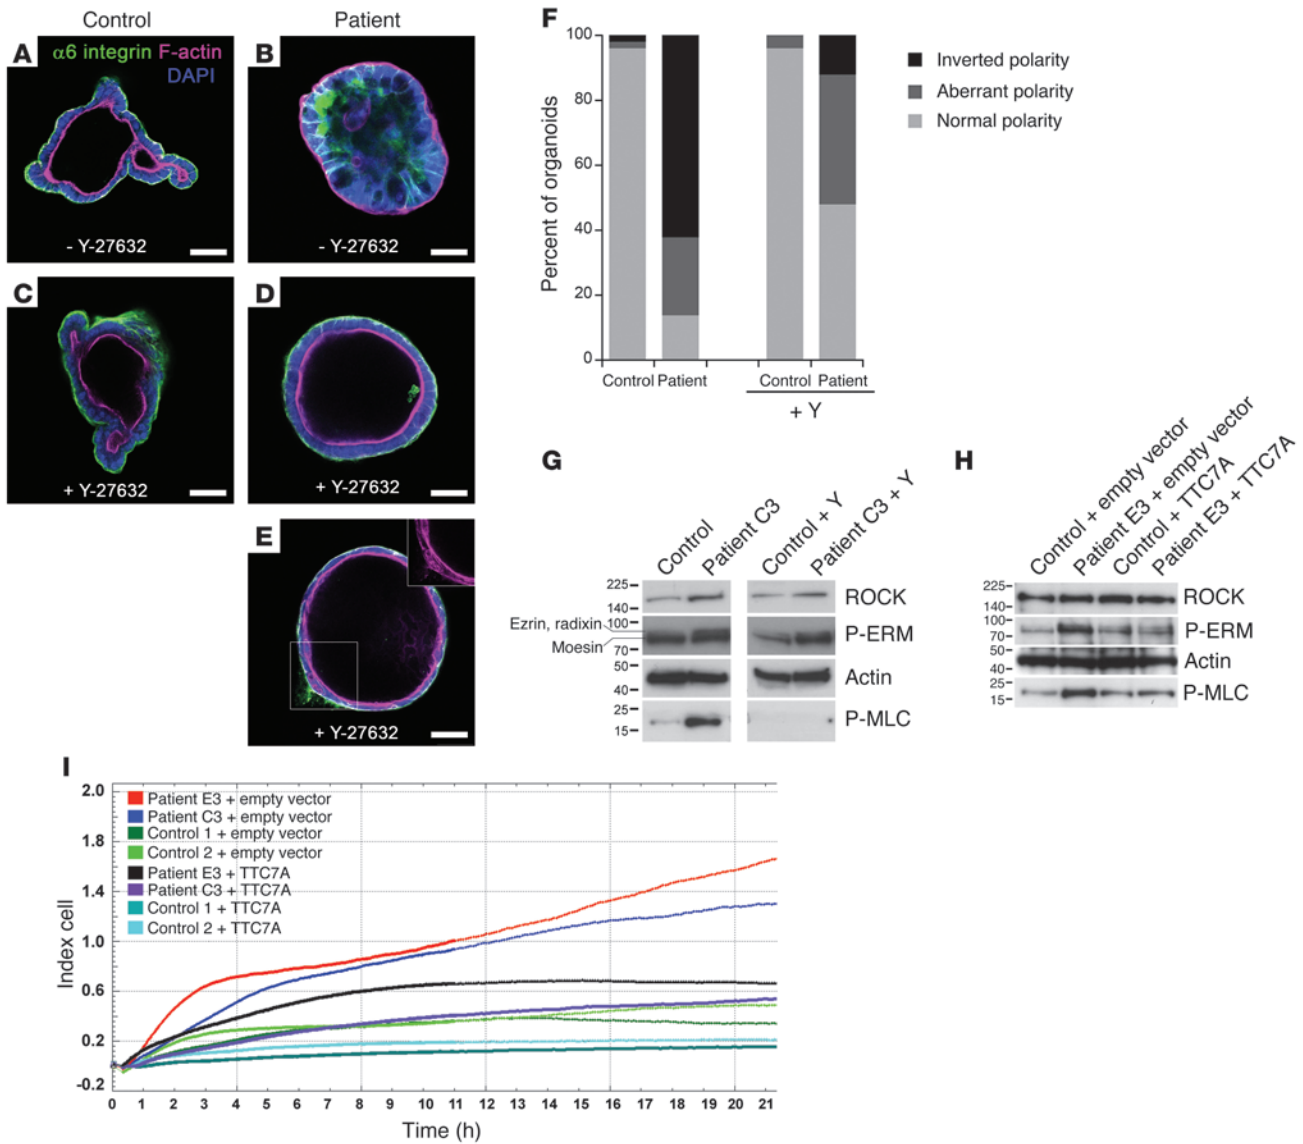 Control
Patient
A
α6 integrin F-actin
DAPI
- Y-27632
B
- Y-27632
C
+ Y-27632
D
+ Y-27632
E
+ Y-27632
F
Percent of organoids
100
80
60
40
20
0
Control Patient
Control Patient
+ Y
Inverted polarity
Aberrant polarity
Normal polarity
G
Control
Patient C3
Control + Y
Patient C3 + Y
225
140
ROCK
Ezrin, radixin
Moesin
100
70
P-ERM
50
40
Actin
25
15
P-MLC
H
Control + empty vector
Patient E3 + empty vector
Control + TTC7A
Patient E3 + TTC7A
225
140
ROCK
100
70
P-ERM
50
40
Actin
25
15
P-MLC
I
Index cell
2.0
1.8
1.4
1.0
0.6
0.2
-0.2
Patient E3 + empty vector
Patient C3 + empty vector
Control 1 + empty vector
Control 2 + empty vector
Patient E3 + TTC7A
Patient C3 + TTC7A
Control 1 + TTC7A
Control 2 + TTC7A
0 1 2 3 4 5 6 7 8 9 10 11 12 13 14 15 16 17 18 19 20 21
Time (h)